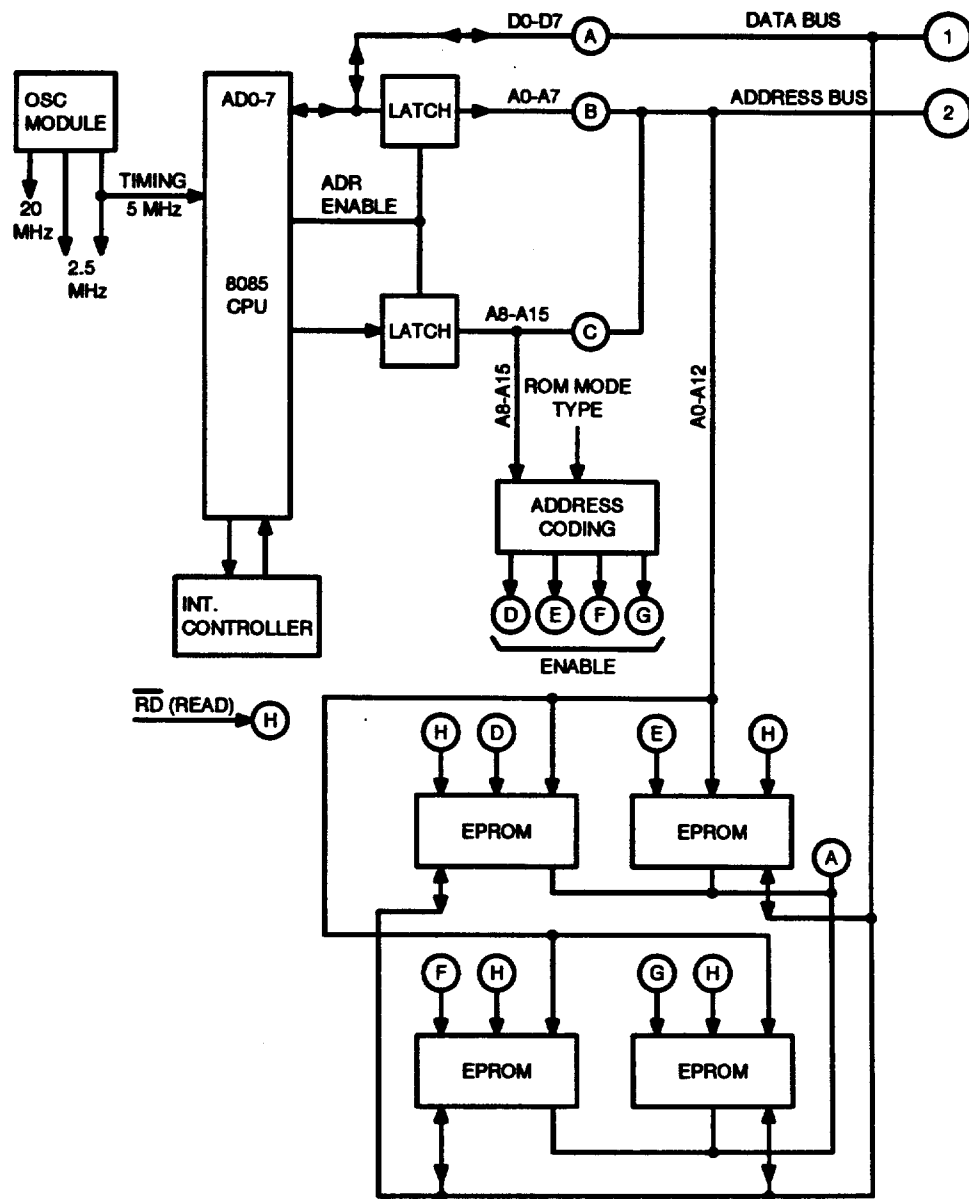 D0-D7
A
DATA BUS
1
OSC
MODULE
AD0-7
LATCH
A0-A7
B
ADDRESS BUS
2
TIMING
5 MHz
20
MHz
2.5
MHz
ADR
ENABLE
8085
CPU
LATCH
A8-A15
C
A8-A15
ROM MODE
TYPE
A0-A12
ADDRESS
CODING
D
E
F
G
ENABLE
INT.
CONTROLLER
RD (READ)
H
H
D
E
H
EPROM
EPROM
A
F
H
G
H
EPROM
EPROM